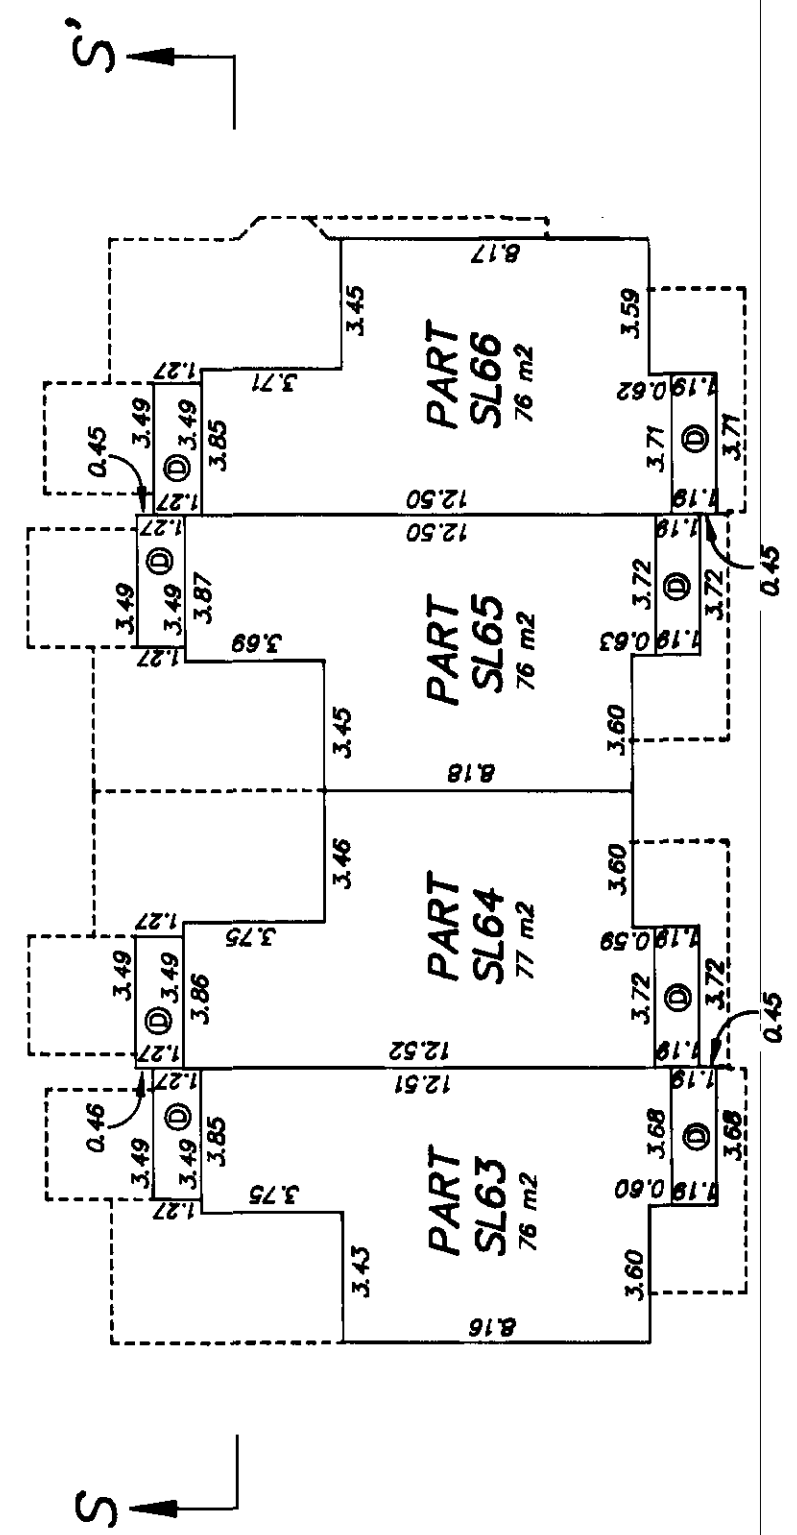 S'
8.17
3.45
3.59
PART
SL66
76 m2
1.27
3.71
3.49
3.49
3.85
D
1.27
0.45
0.62
1.19
3.71
D
3.71
1.19
12.50
12.50
1.27
3.49
D
3.49
3.87
1.27
3.69
3.45
PART
SL65
76 m2
1.19
3.72
D
3.72
0.63
1.19
0.45
3.60
8.18
3.46
3.60
PART
SL64
77 m2
1.27
3.75
3.49
3.49
3.86
D
1.27
0.59
1.19
3.72
D
3.72
1.19
12.52
12.51
0.46
1.27
D
3.49
3.49
3.85
1.27
3.75
3.43
PART
SL63
76 m2
1.19
3.68
D
3.68
0.60
1.19
0.45
3.60
8.16
S